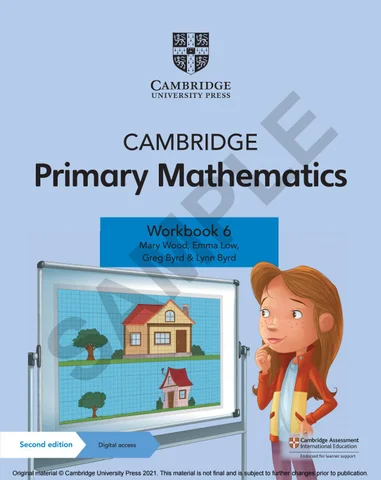 CAMBRIDGE
UNIVERSITY PRESS
CAMBRIDGE
Primary Mathematics
Workbook 6
Mary Wood, Emma Low,
Greg Byrd & Lynn Byrd
SAMPLE
Second edition
Digital access
Cambridge Assessment
International Education
Endorsed for learner support
Original material © Cambridge University Press 2021. This material is not final and is subject to further changes prior to publication.